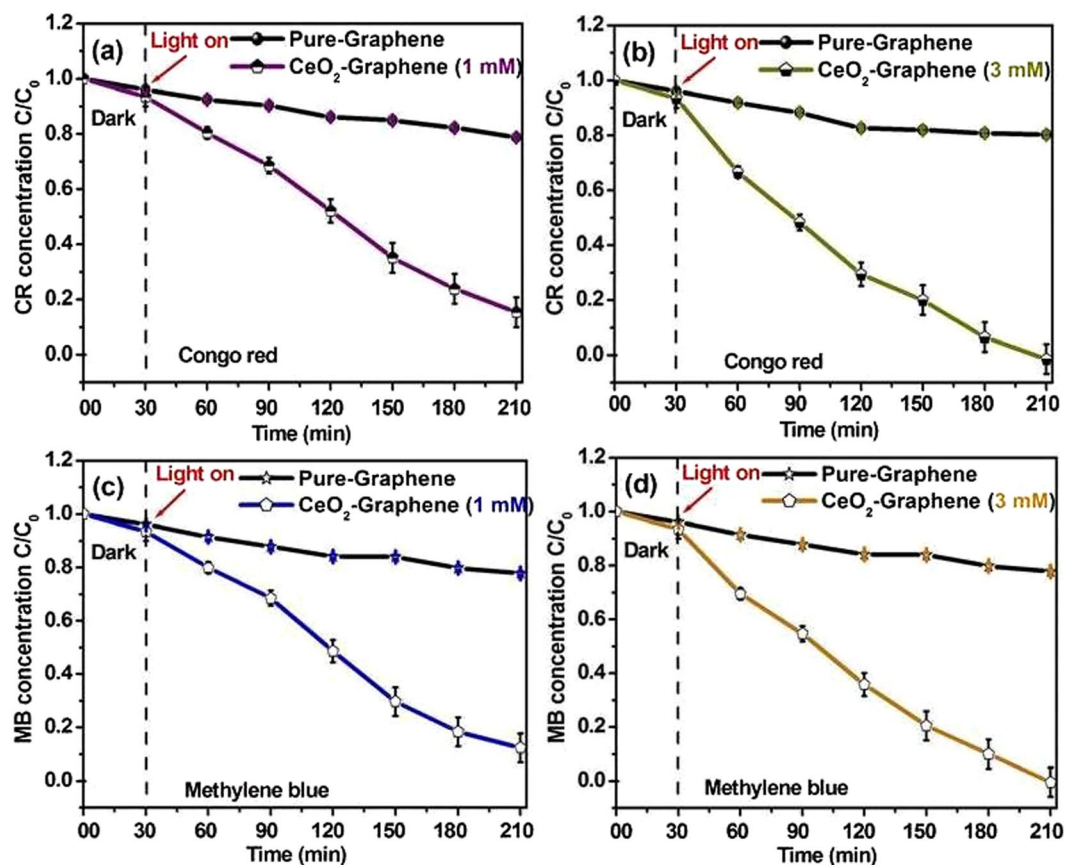 (a)
Light on
Pure-Graphene
CeO₂-Graphene (1 mM)
Dark
Congo red
CR concentration C/C₀
1.2
1.0
0.8
0.6
0.4
0.2
0.0
00 30 60 90 120 150 180 210
Time (min)
(b)
Light on
Pure-Graphene
CeO₂-Graphene (3 mM)
Dark
Congo red
CR concentration C/C₀
1.2
1.0
0.8
0.6
0.4
0.2
0.0
00 30 60 90 120 150 180 210
Time (min)
(c)
Light on
Pure-Graphene
CeO₂-Graphene (1 mM)
Dark
Methylene blue
MB concentration C/C₀
1.2
1.0
0.8
0.6
0.4
0.2
0.0
00 30 60 90 120 150 180 210
Time (min)
(d)
Light on
Pure-Graphene
CeO₂-Graphene (3 mM)
Dark
Methylene blue
MB concentration C/C₀
1.2
1.0
0.8
0.6
0.4
0.2
0.0
00 30 60 90 120 150 180 210
Time (min)